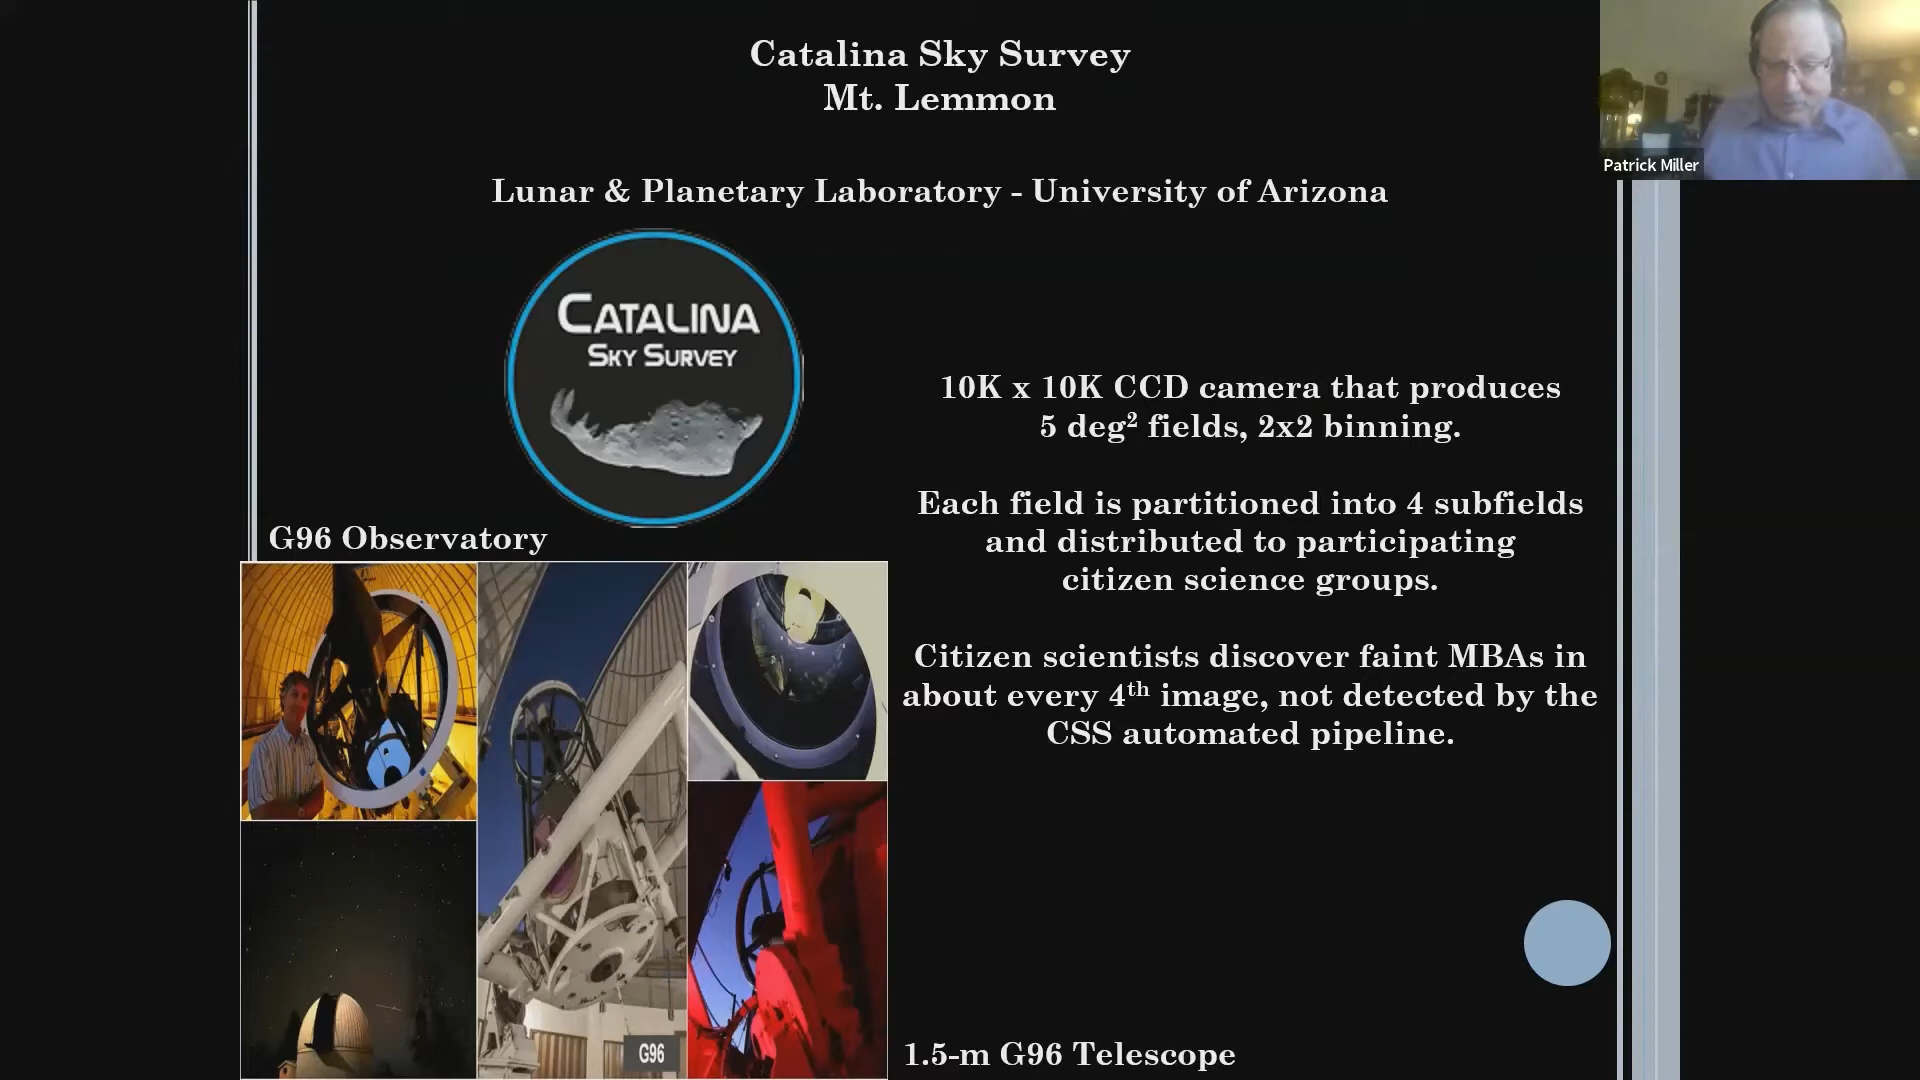 Catalina Sky Survey
Mt. Lemmon
Patrick Miller
Lunar & Planetary Laboratory - University of Arizona
CATALINA
SKY SURVEY
10K x 10K CCD camera that produces
5 deg² fields, 2x2 binning.
Each field is partitioned into 4 subfields
and distributed to participating
citizen science groups.
G96 Observatory
Citizen scientists discover faint MBAs in
about every 4th image, not detected by the
CSS automated pipeline.
G96
1.5-m G96 Telescope